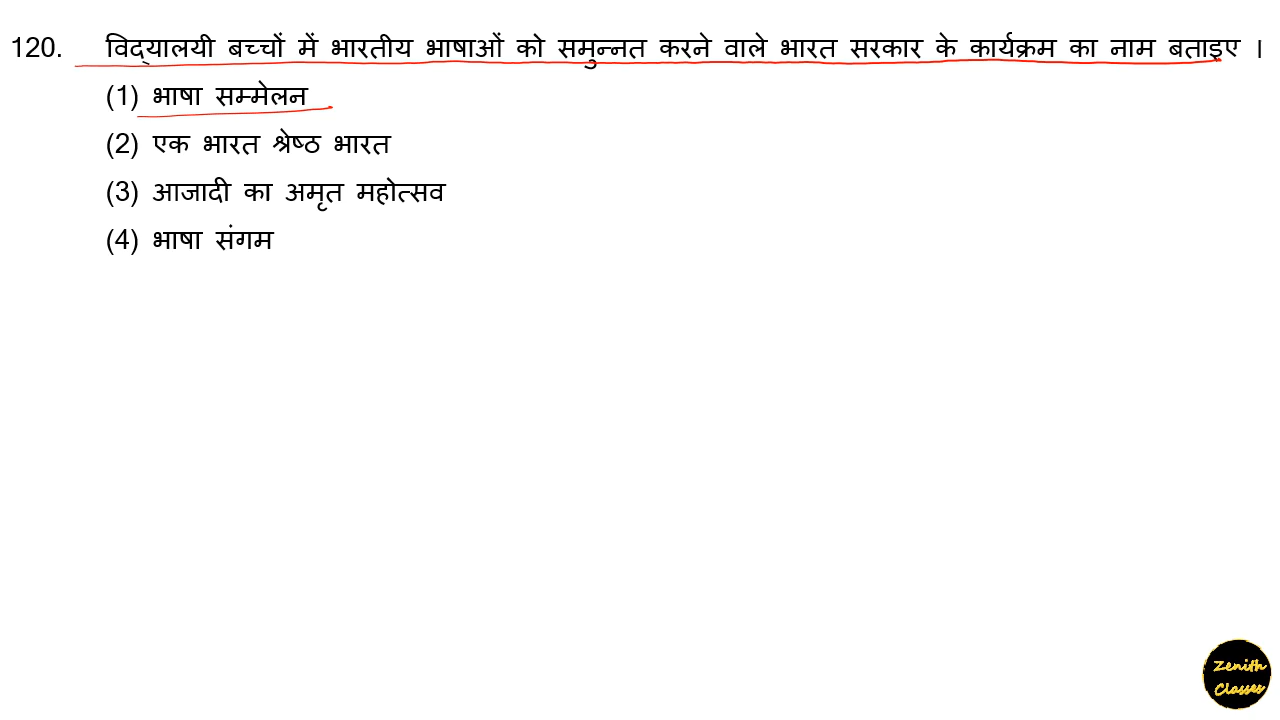 120. विद्यालयी बच्चों में भारतीय भाषाओं को समुन्नत करने वाले भारत सरकार के कार्यक्रम का नाम बताइए ।
(1) भाषा सम्मेलन
(2) एक भारत श्रेष्ठ भारत
(3) आजादी का अमृत महोत्सव
(4) भाषा संगम
Zenith
Classes